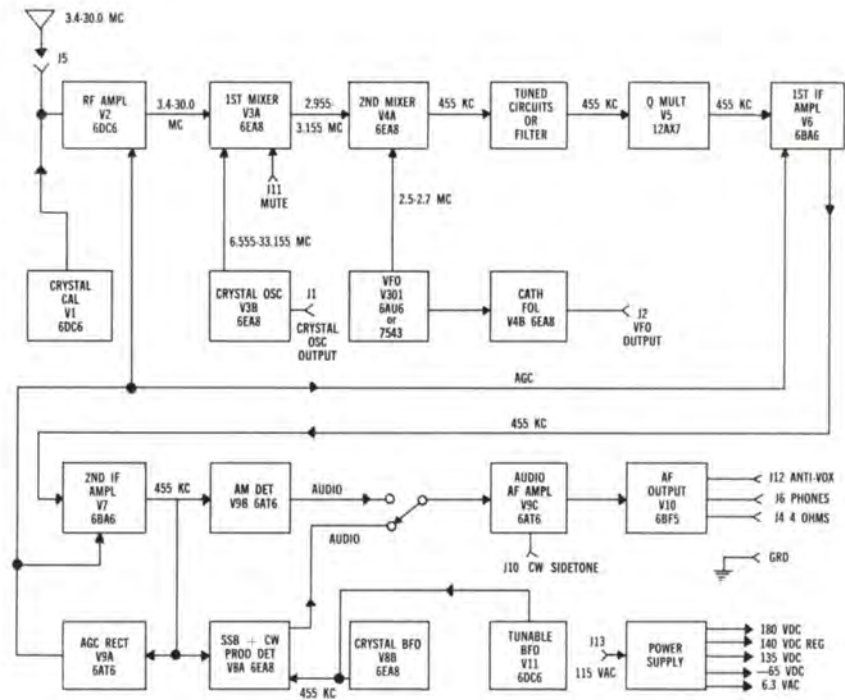 3.4-30.0 MC
J5
RF AMPL
V2
6DC6
3.4-30.0
MC
1ST MIXER
V3A
6EA8
2.955-
3.155 MC
2ND MIXER
V4A
6EA8
455 KC
TUNED
CIRCUITS
OR
FILTER
455 KC
Q MULT
V5
12AX7
455 KC
1ST IF
AMPL
V6
6BA6
J11
MUTE
2.5-2.7 MC
6.555-33.155 MC
CRYSTAL
CAL
V1
6DC6
CRYSTAL OSC
V3B
6EA8
J1
CRYSTAL
OSC
OUTPUT
VFO
V301
6AU6
or
7543
CATH
FOL
V4B 6EA8
J2
VFO
OUTPUT
AGC
455 KC
2ND IF
AMPL
V7
6BA6
455 KC
AM DET
V9B 6AT6
AUDIO
AUDIO
AUDIO
AF AMPL
V9C
6AT6
AF
OUTPUT
V10
6BF5
J12 ANTI-VOX
J6 PHONES
J4 4 OHMS
J10 CW SIDETONE
GRD
AGC RECT
V9A
6AT6
SSB + CW
PROD DET
V8A 6EA8
455 KC
CRYSTAL BFO
V8B
6EA8
TUNABLE
BFO
V11
6DC6
J13
115 VAC
POWER
SUPPLY
180 VDC
140 VDC REG
135 VDC
—65 VDC
6.3 VAC